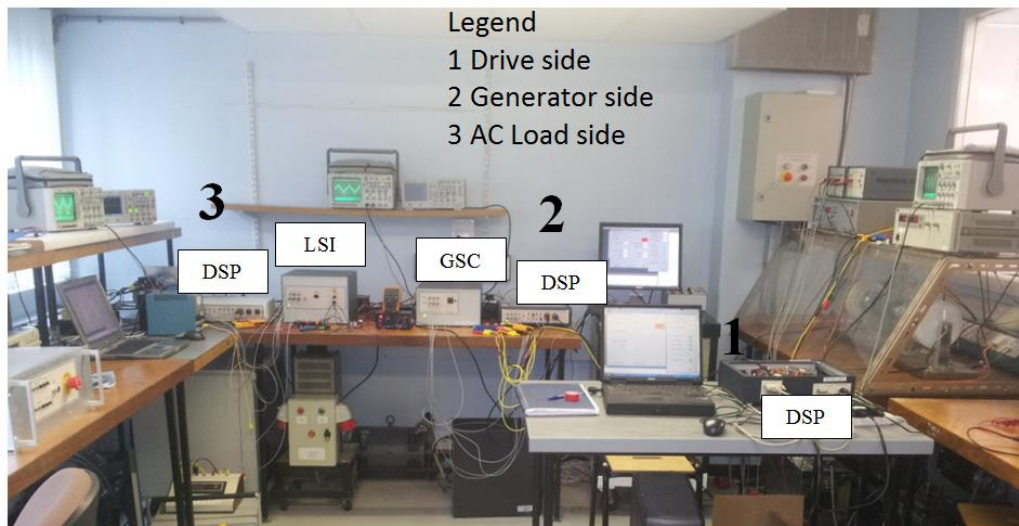 Legend
1 Drive side
2 Generator side
3 AC Load side
3
LSI
2
GSC
DSP
DSP
1
DSP